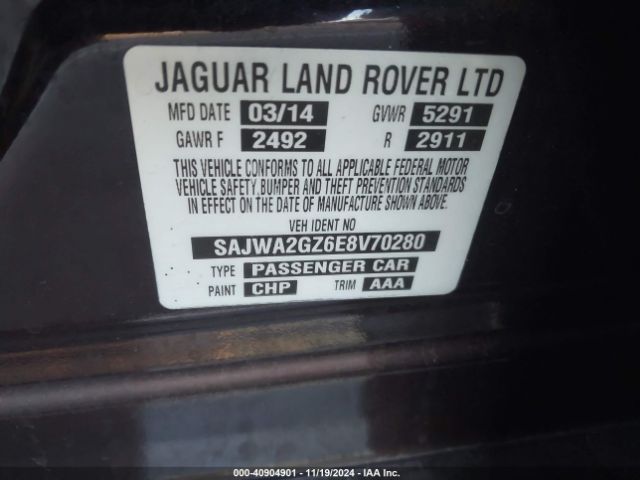 JAGUAR LAND ROVER LTD
MFD DATE 03/14 GVWR 5291
GAWR F 2492 R 2911
THIS VEHICLE CONFORMS TO ALL APPLICABLE FEDERAL MOTOR
VEHICLE SAFETY, BUMPER AND THEFT PREVENTION STANDARDS
IN EFFECT ON THE DATE OF MANUFACTURE SHOWN ABOVE.
VEH IDENT NO
SAJWA2GZ6E8V70280
TYPE PASSENGER CAR
PAINT CHP TRIM AAA
000-40904901 - 11/19/2024 - IAA Inc.